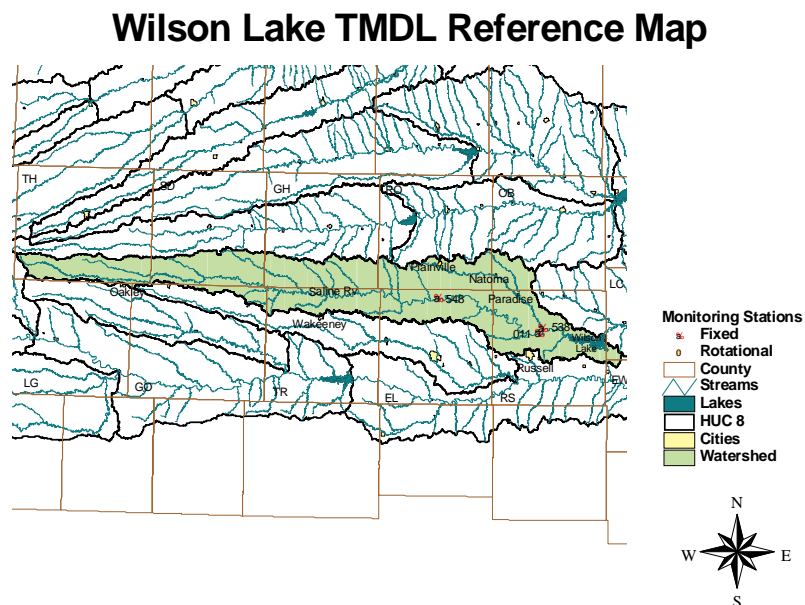 Wilson Lake TMDL Reference Map
TH
SD
GH
RO
OB
Plainville
Natoma
LC
Oakley
Saline Rv
548
Paradise
Wakeeney
538
011
Wilson
Lake
Russell
LG
GO
TR
EL
RS
EW
Monitoring Stations
Fixed
Rotational
County
Streams
Lakes
HUC 8
Cities
Watershed
N
W
E
S